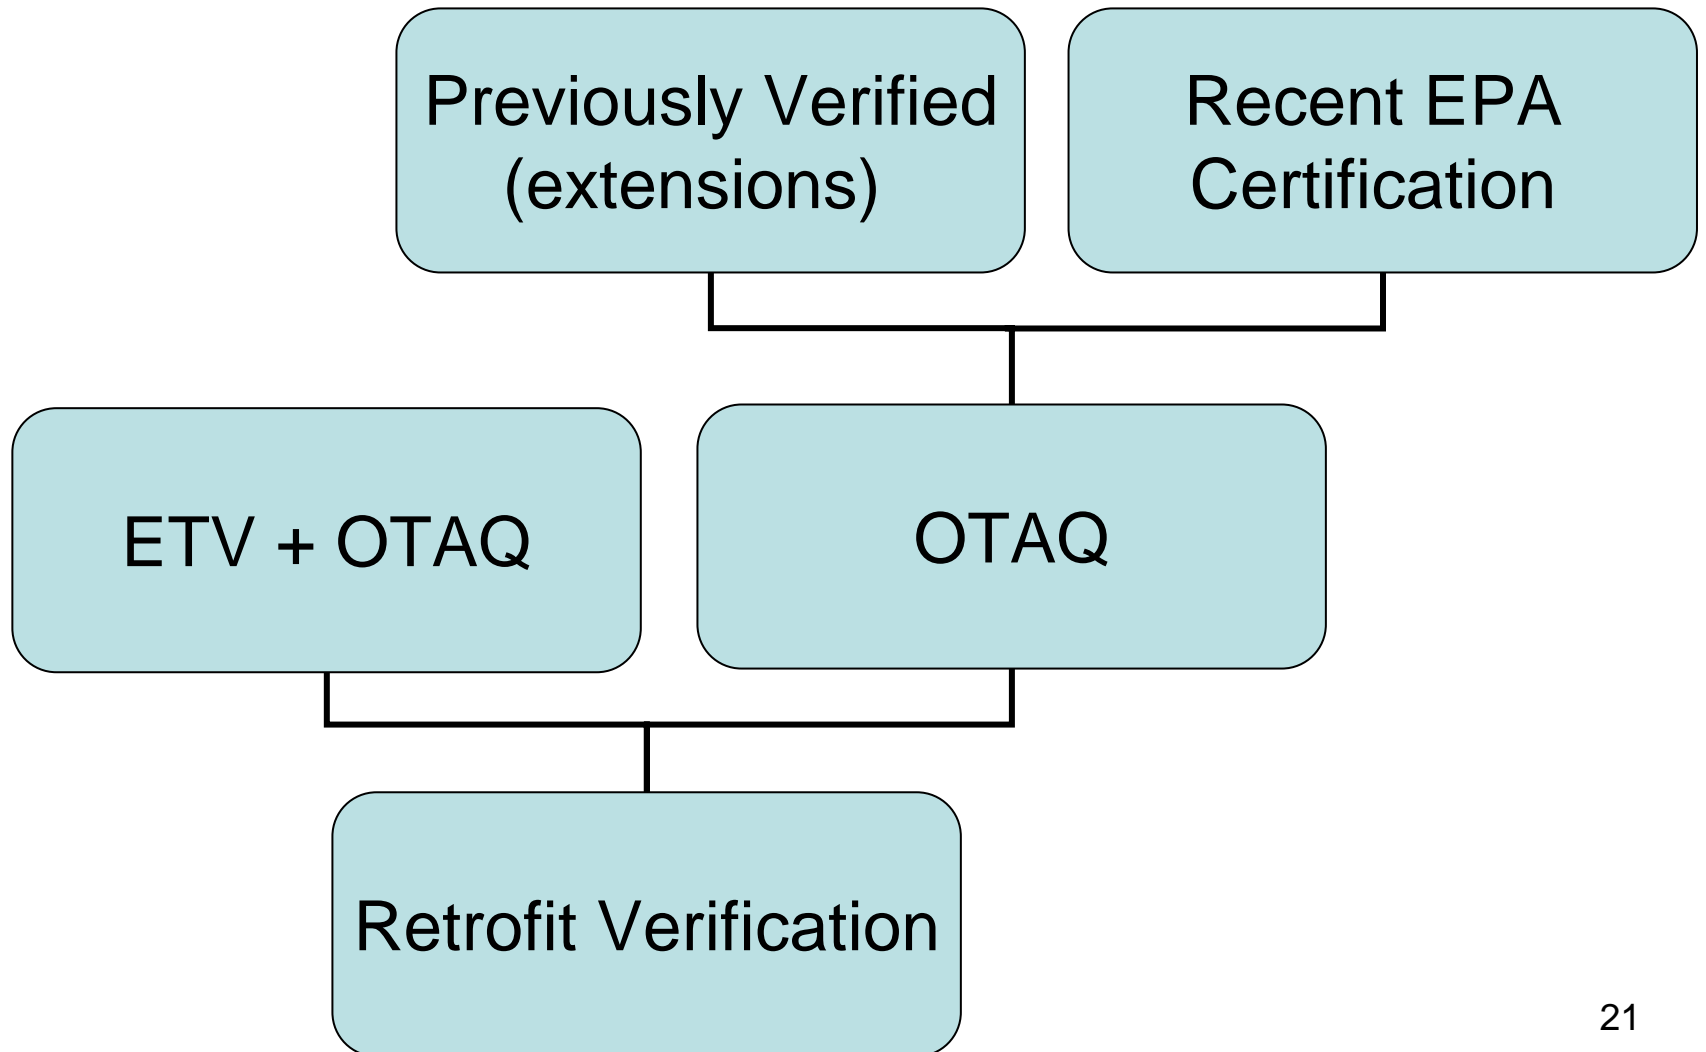 Previously Verified
(extensions)
Recent EPA
Certification
ETV + OTAQ
OTAQ
Retrofit Verification
21